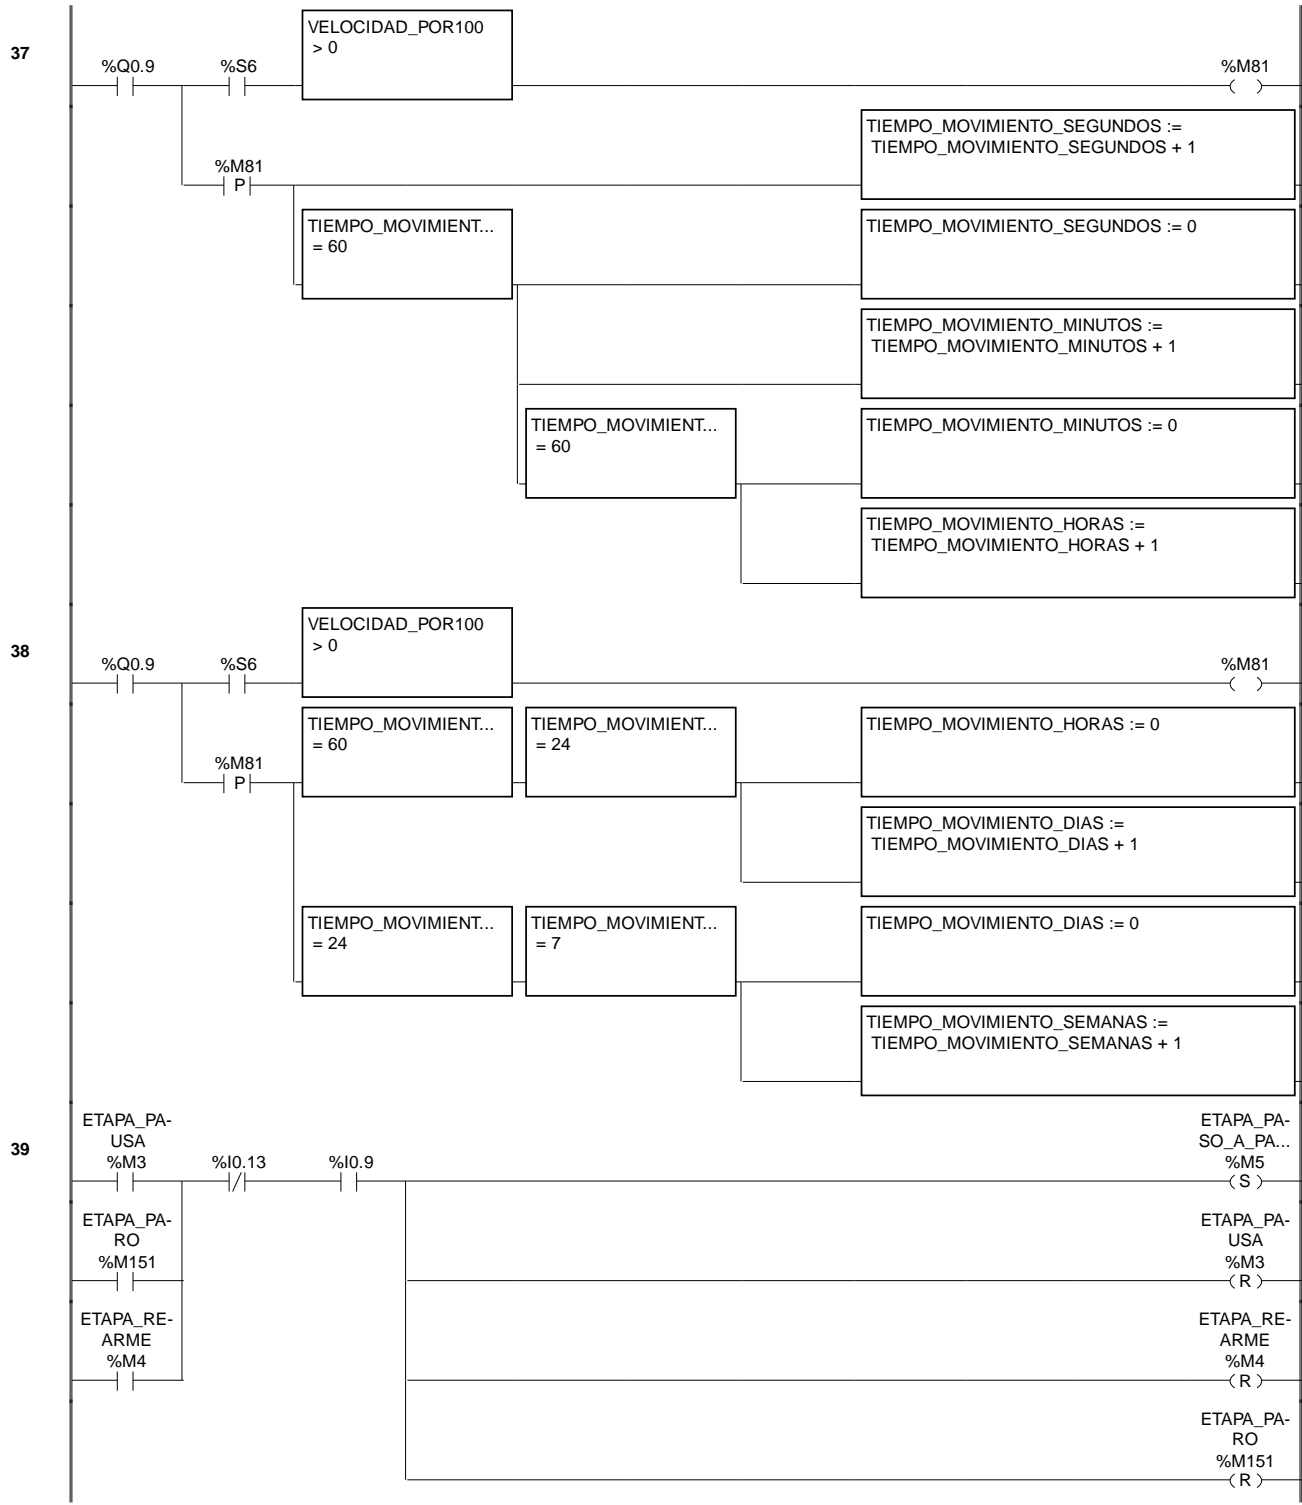 37
VELOCIDAD_POR100
> 0
%Q0.9
%S6
%M81
TIEMPO_MOVIMIENTO_SEGUNDOS :=
TIEMPO_MOVIMIENTO_SEGUNDOS + 1
%M81
P
TIEMPO_MOVIMIENT...
= 60
TIEMPO_MOVIMIENTO_SEGUNDOS := 0
TIEMPO_MOVIMIENTO_MINUTOS :=
TIEMPO_MOVIMIENTO_MINUTOS + 1
TIEMPO_MOVIMIENT...
= 60
TIEMPO_MOVIMIENTO_MINUTOS := 0
TIEMPO_MOVIMIENTO_HORAS :=
TIEMPO_MOVIMIENTO_HORAS + 1
38
VELOCIDAD_POR100
> 0
%Q0.9
%S6
%M81
TIEMPO_MOVIMIENT...
= 60
TIEMPO_MOVIMIENT...
= 24
TIEMPO_MOVIMIENTO_HORAS := 0
%M81
P
TIEMPO_MOVIMIENTO_DIAS :=
TIEMPO_MOVIMIENTO_DIAS + 1
TIEMPO_MOVIMIENT...
= 24
TIEMPO_MOVIMIENT...
= 7
TIEMPO_MOVIMIENTO_DIAS := 0
TIEMPO_MOVIMIENTO_SEMANAS :=
TIEMPO_MOVIMIENTO_SEMANAS + 1
39
ETAPA_PA-
USA
%M3
%I0.13
%I0.9
ETAPA_PA-
SO_A_PA...
%M5
S
ETAPA_PA-
RO
%M151
ETAPA_PA-
USA
%M3
R
ETAPA_RE-
ARME
%M4
ETAPA_RE-
ARME
%M4
R
ETAPA_PA-
RO
%M151
R